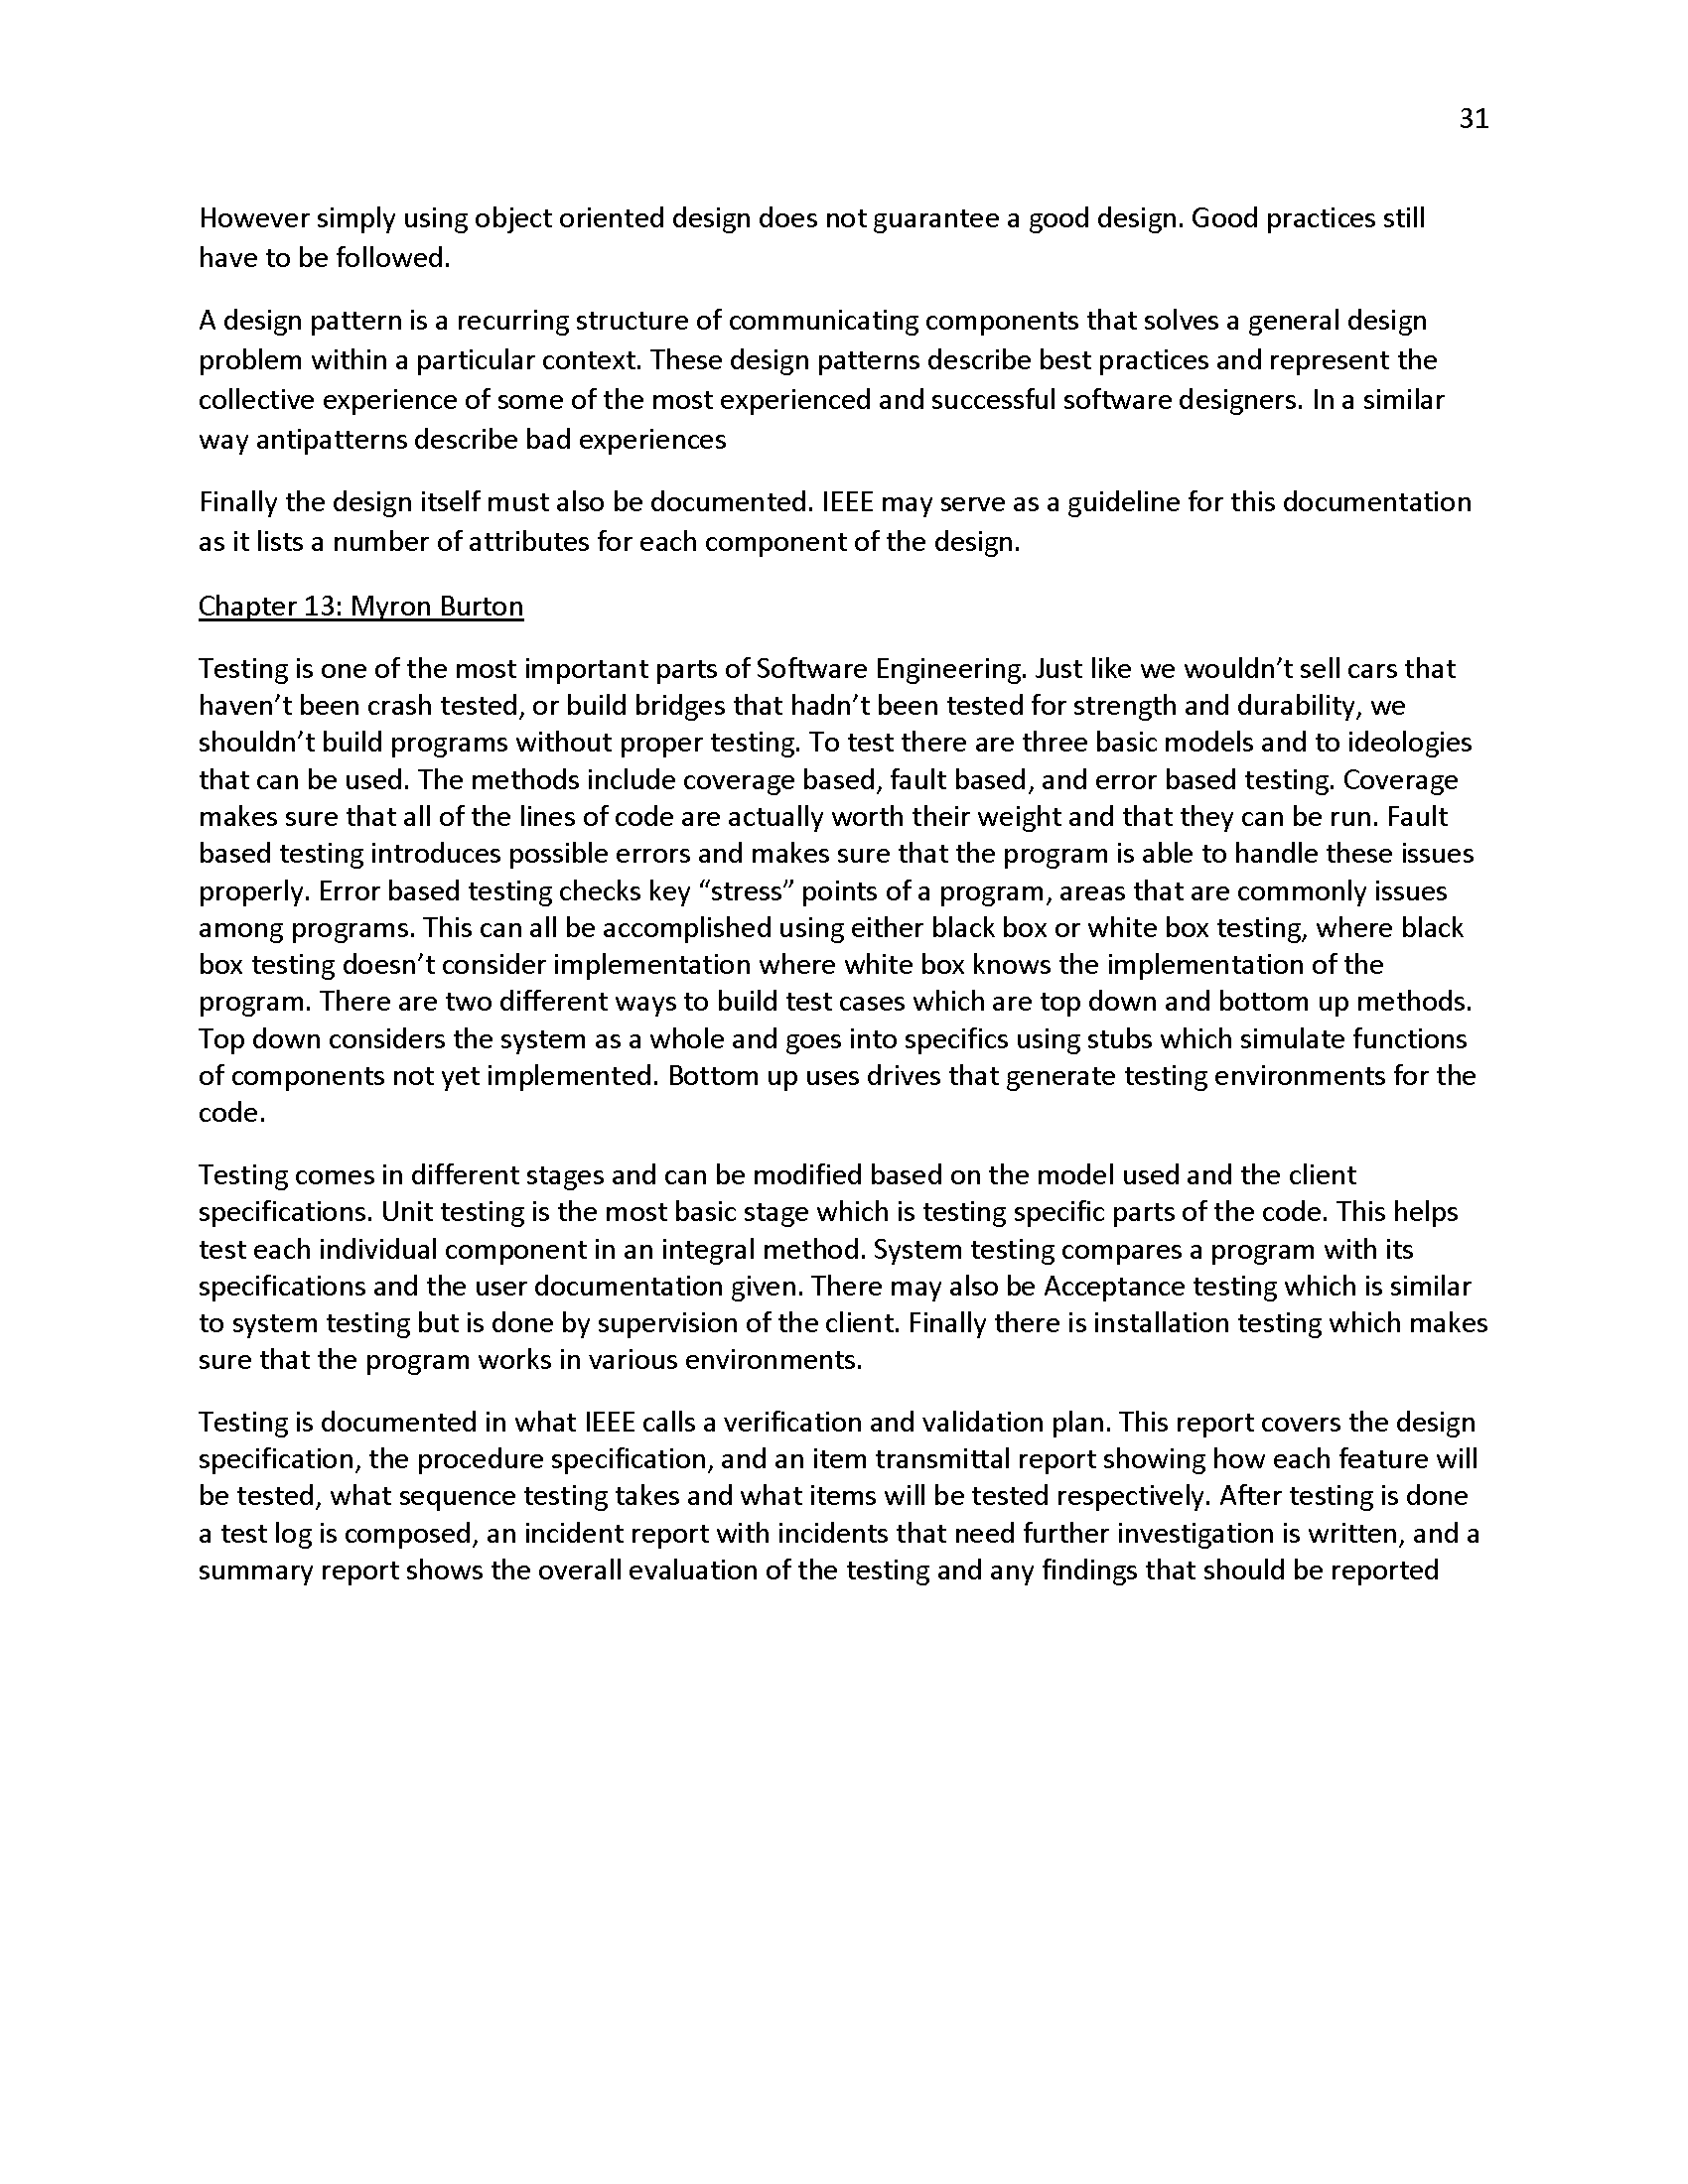 31
However simply using object oriented design does not guarantee a good design. Good practices still
have to be followed.
A design pattern is a recurring structure of communicating components that solves a general design
problem within a particular context. These design patterns describe best practices and represent the
collective experience of some of the most experienced and successful software designers. In a similar
way antipatterns describe bad experiences
Finally the design itself must also be documented. IEEE may serve as a guideline for this documentation
as it lists a number of attributes for each component of the design.
Chapter 13: Myron Burton
Testing is one of the most important parts of Software Engineering. Just like we wouldn’t sell cars that
haven’t been crash tested, or build bridges that hadn’t been tested for strength and durability, we
shouldn’t build programs without proper testing. To test there are three basic models and to ideologies
that can be used. The methods include coverage based, fault based, and error based testing. Coverage
makes sure that all of the lines of code are actually worth their weight and that they can be run. Fault
based testing introduces possible errors and makes sure that the program is able to handle these issues
properly. Error based testing checks key “stress” points of a program, areas that are commonly issues
among programs. This can all be accomplished using either black box or white box testing, where black
box testing doesn’t consider implementation where white box knows the implementation of the
program. There are two different ways to build test cases which are top down and bottom up methods.
Top down considers the system as a whole and goes into specifics using stubs which simulate functions
of components not yet implemented. Bottom up uses drives that generate testing environments for the
code.
Testing comes in different stages and can be modified based on the model used and the client
specifications. Unit testing is the most basic stage which is testing specific parts of the code. This helps
test each individual component in an integral method. System testing compares a program with its
specifications and the user documentation given. There may also be Acceptance testing which is similar
to system testing but is done by supervision of the client. Finally there is installation testing which makes
sure that the program works in various environments.
Testing is documented in what IEEE calls a verification and validation plan. This report covers the design
specification, the procedure specification, and an item transmittal report showing how each feature will
be tested, what sequence testing takes and what items will be tested respectively. After testing is done
a test log is composed, an incident report with incidents that need further investigation is written, and a
summary report shows the overall evaluation of the testing and any findings that should be reported